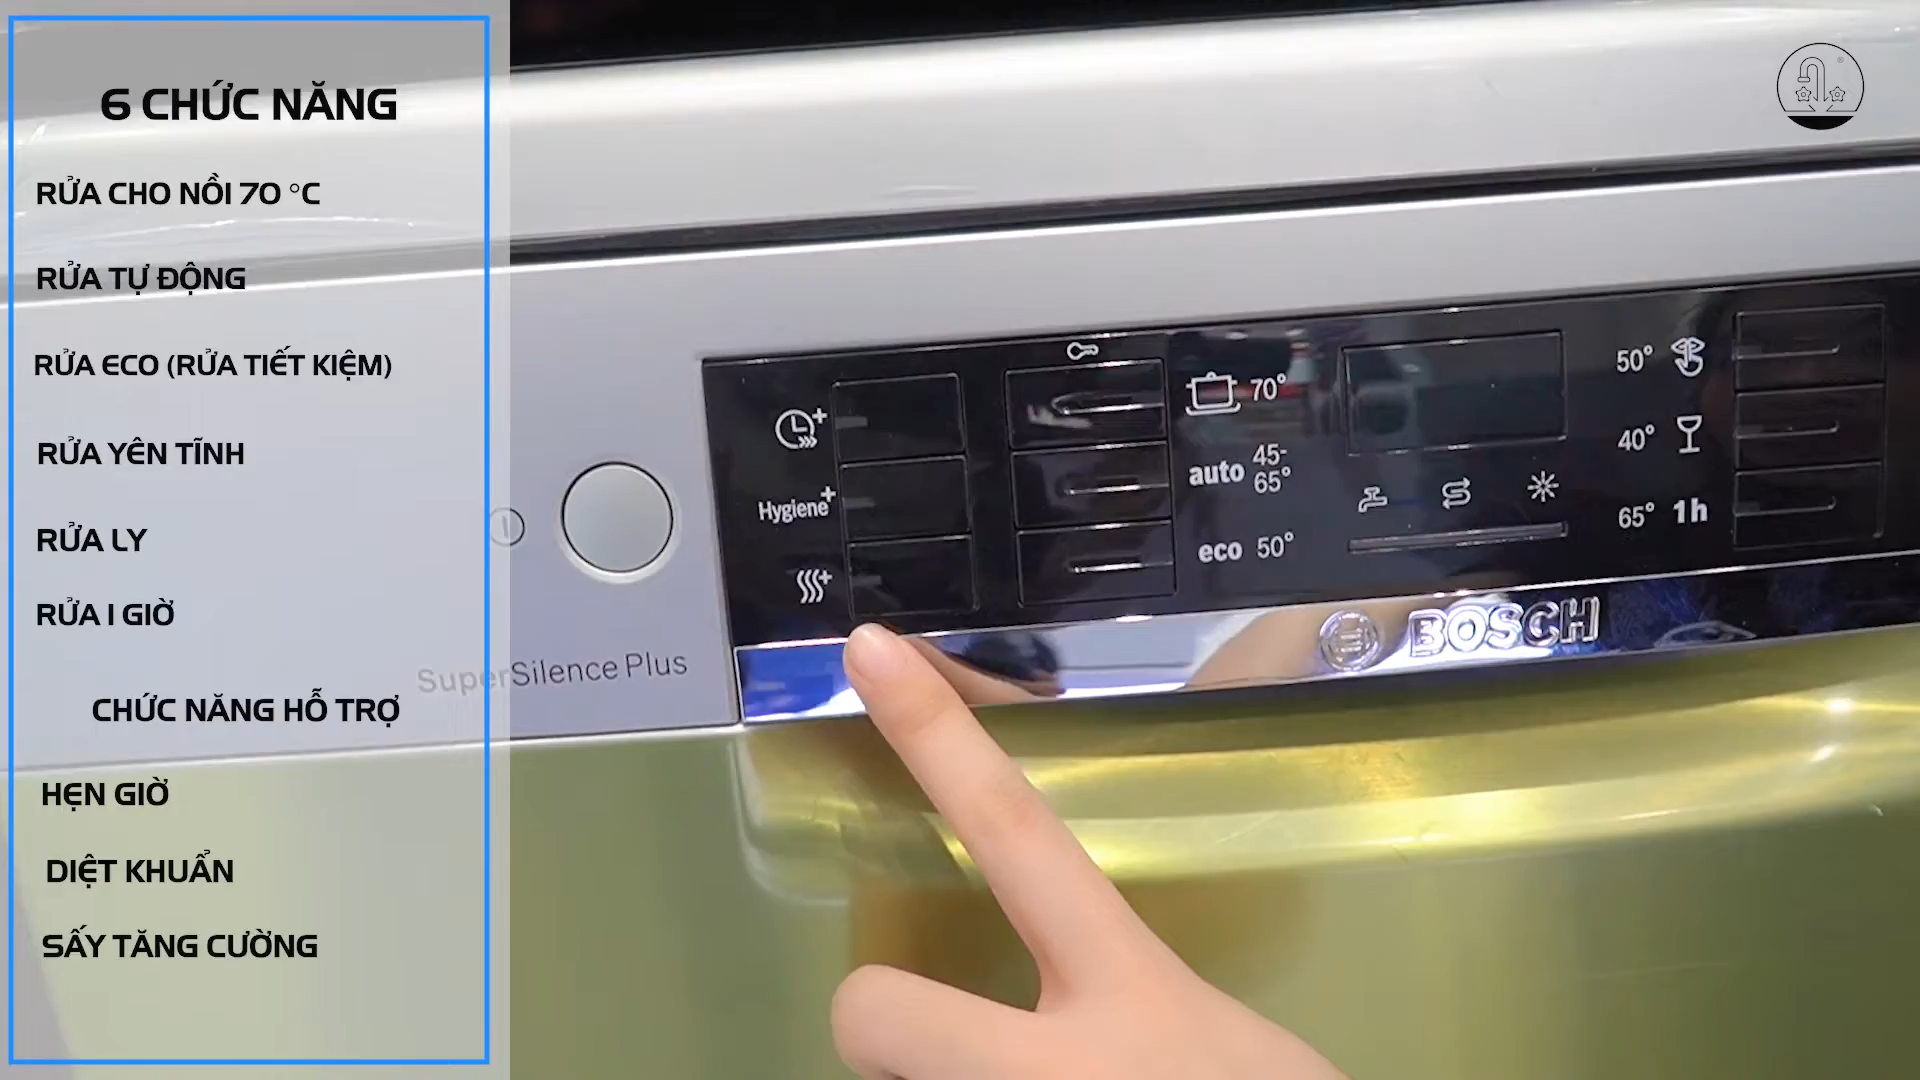 6 CHỨC NĂNG
RỬA CHO NỒI 70 °C
RỬA TỰ ĐỘNG
RỬA ECO (RỬA TIẾT KIỆM)
RỬA YÊN TĨNH
RỬA LY
RỬA 1 GIỜ
CHỨC NĂNG HỖ TRỢ
HẸN GIỜ
DIỆT KHUẨN
SẤY TĂNG CƯỜNG
SuperSilence Plus
Hygiene+
70°
auto 45-65°
eco 50°
50°
40°
65° 1h
BOSCH